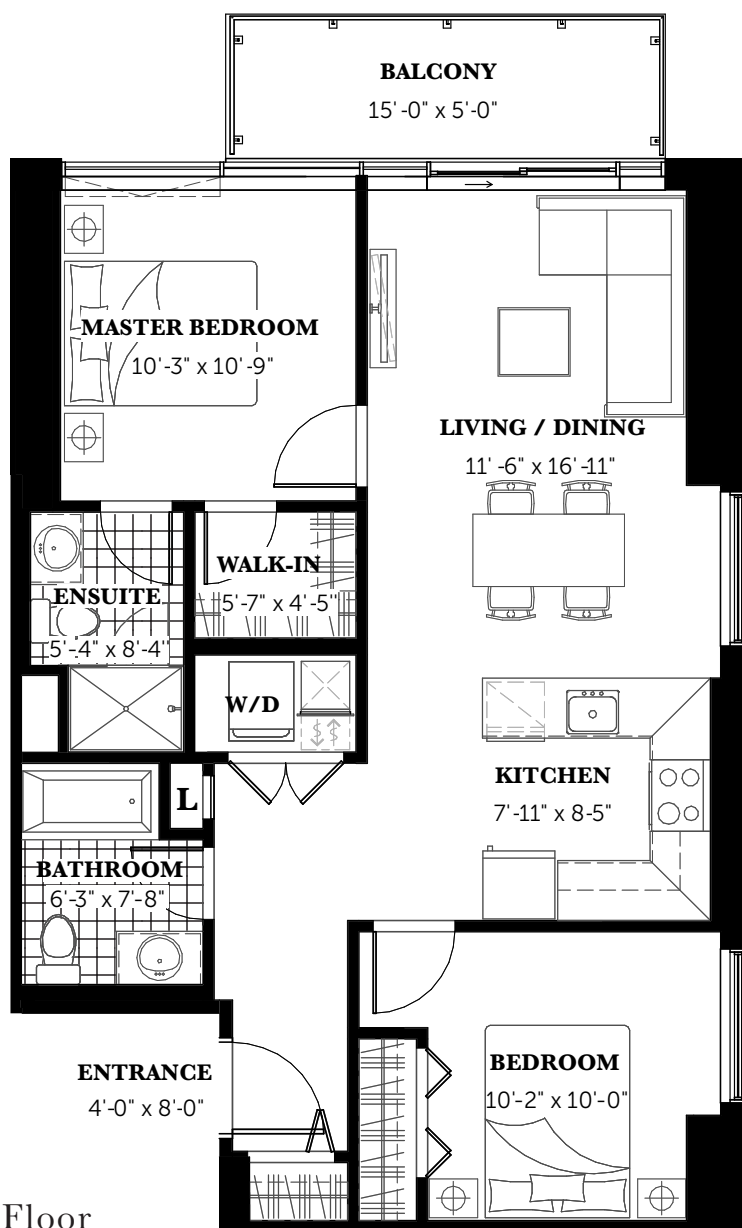 BALCONY
15'-0" x 5'-0"
MASTER BEDROOM
10'-3" x 10'-9"
LIVING / DINING
11'-6" x 16'-11"
WALK-IN
5'-7" x 4'-5"
ENSUITE
5'-4" x 8'-4"
W/D
L
KITCHEN
7'-11" x 8-5"
BATHROOM
6'-3" x 7'-8"
ENTRANCE
4'-0" x 8'-0"
BEDROOM
10'-2" x 10'-0"
Floor